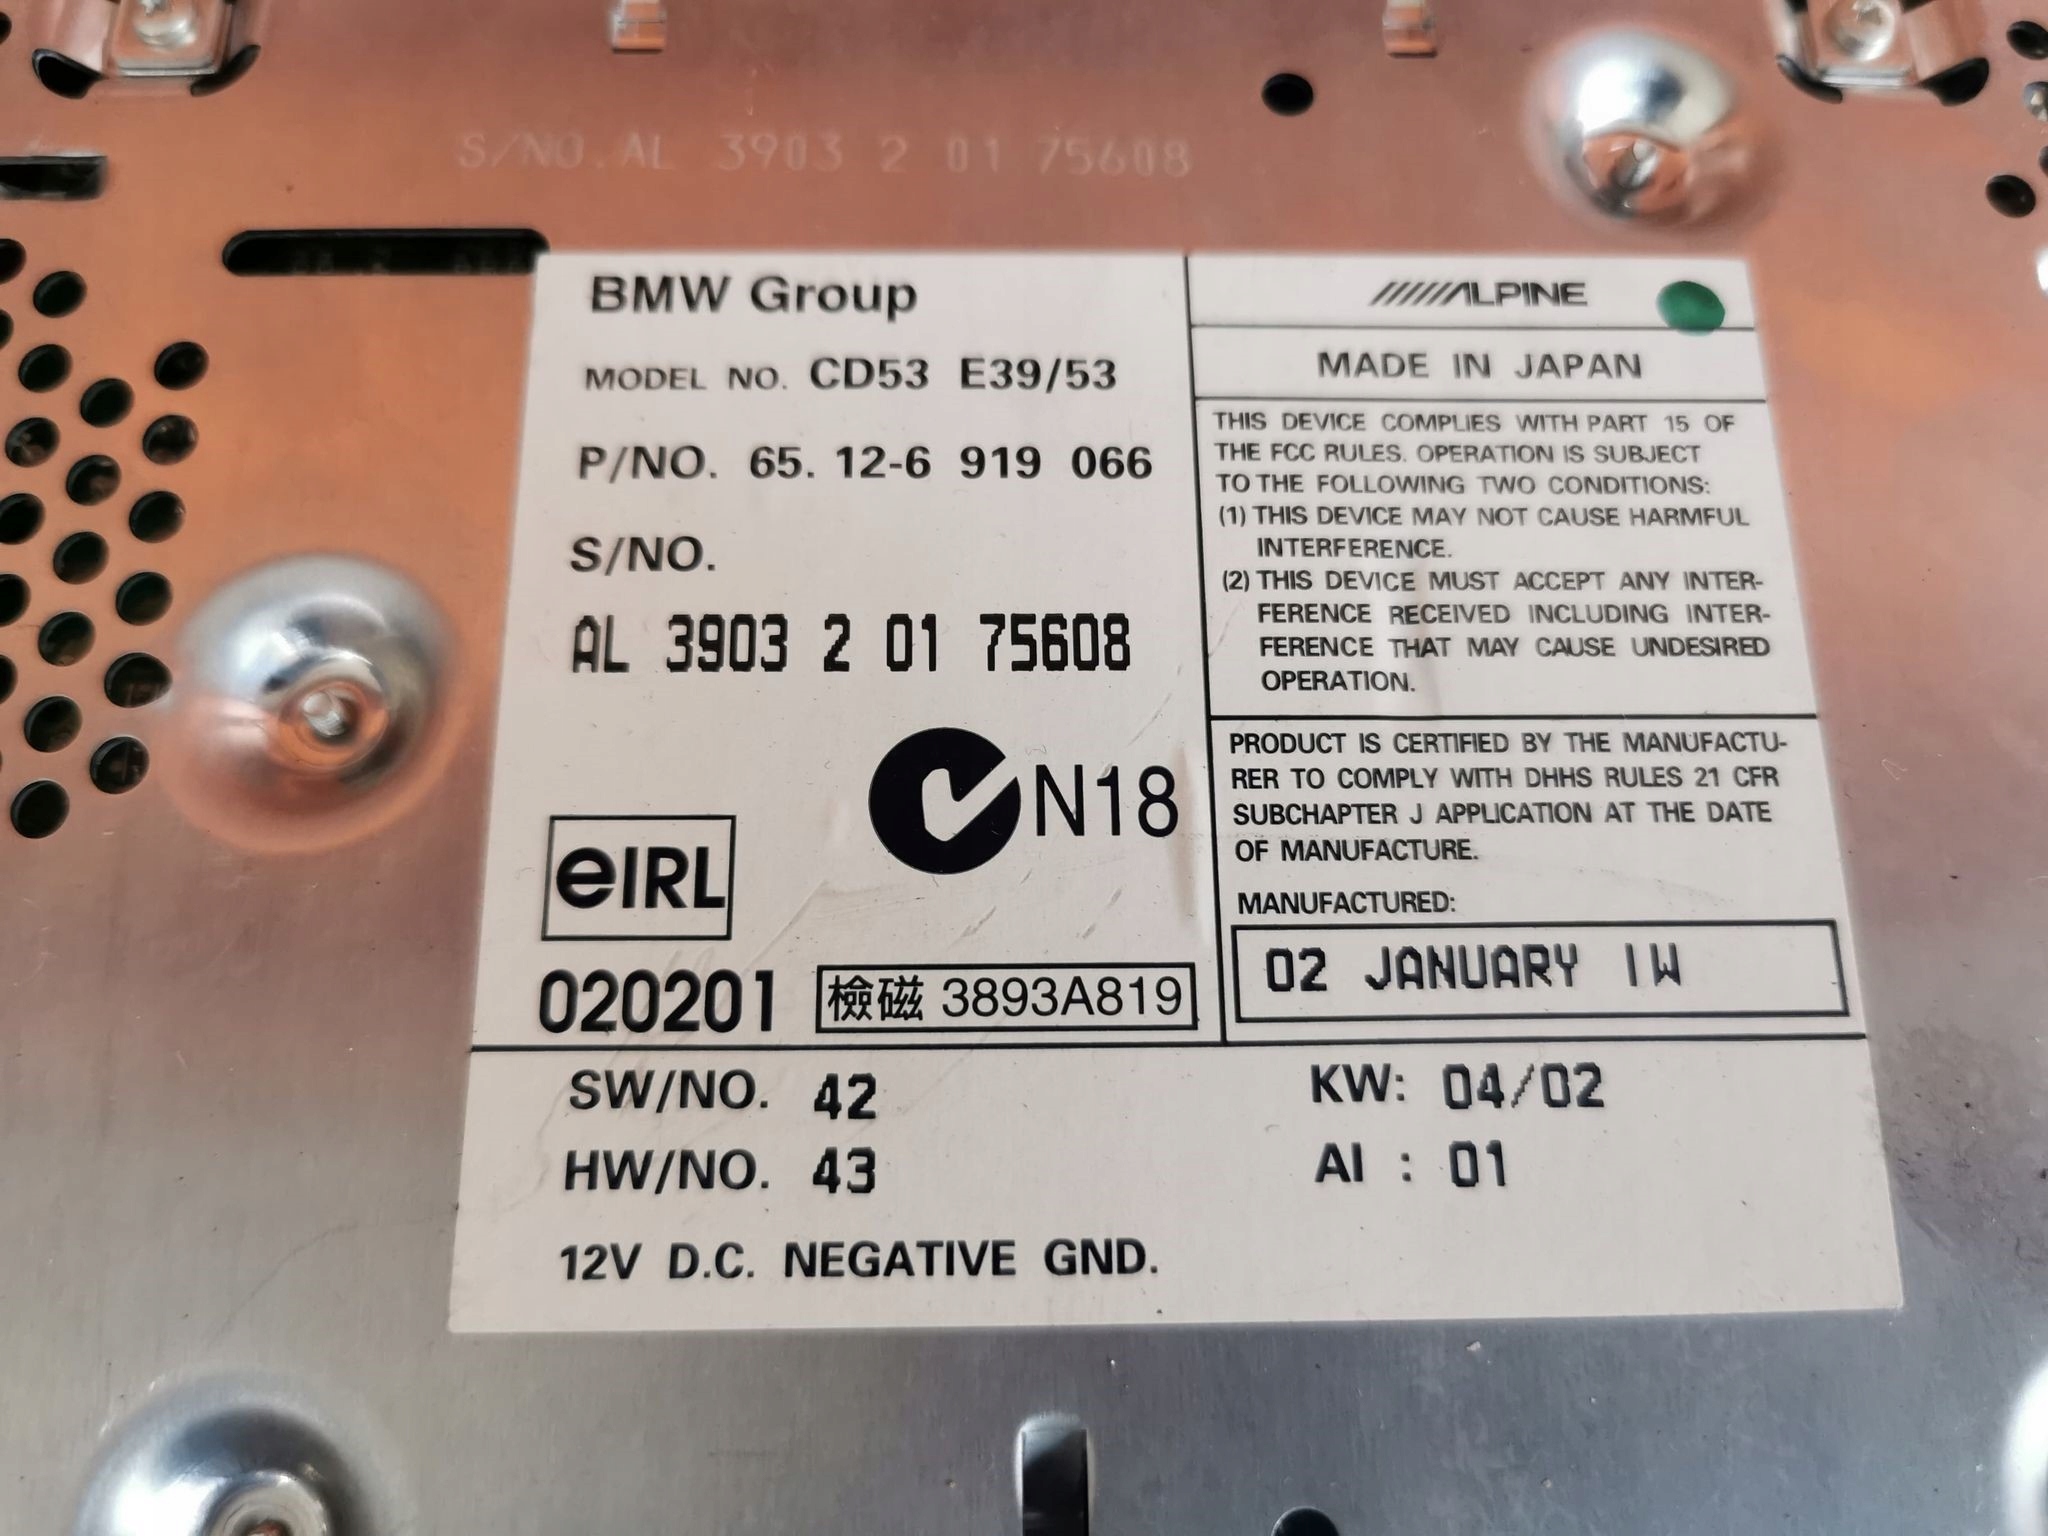 S/NO.AL 3903 2 01 75608
BMW Group
MODEL NO. CD53 E39/53
P/NO. 65. 12-6 919 066
S/NO.
AL 3903 2 01 75608
N18
eIRL
020201
檢磁 3893A819
ALPINE
MADE IN JAPAN
THIS DEVICE COMPLIES WITH PART 15 OF
THE FCC RULES. OPERATION IS SUBJECT
TO THE FOLLOWING TWO CONDITIONS:
(1) THIS DEVICE MAY NOT CAUSE HARMFUL
INTERFERENCE.
(2) THIS DEVICE MUST ACCEPT ANY INTER-
FERENCE RECEIVED INCLUDING INTER-
FERENCE THAT MAY CAUSE UNDESIRED
OPERATION.
PRODUCT IS CERTIFIED BY THE MANUFACTU-
RER TO COMPLY WITH DHHS RULES 21 CFR
SUBCHAPTER J APPLICATION AT THE DATE
OF MANUFACTURE.
MANUFACTURED:
02 JANUARY 1W
SW/NO. 42
HW/NO. 43
KW: 04/02
AI : 01
12V D.C. NEGATIVE GND.